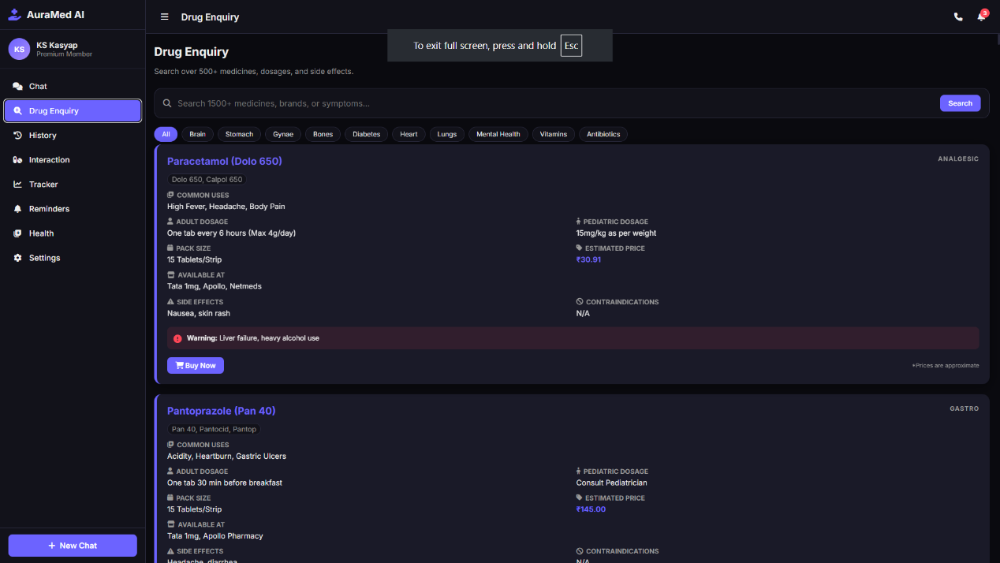 AuraMed AI
Drug Enquiry
3
To exit full screen, press and hold Esc
KS
KS Kasyap
Premium Member
Chat
Drug Enquiry
History
Interaction
Tracker
Reminders
Health
Settings
+ New Chat
Drug Enquiry
Search over 500+ medicines, dosages, and side effects.
Search 1500+ medicines, brands, or symptoms...
Search
All Brain Stomach Gynae Bones Diabetes Heart Lungs Mental Health Vitamins Antibiotics
Paracetamol (Dolo 650)
ANALGESIC
Dolo 650, Calpol 650
COMMON USES
High Fever, Headache, Body Pain
ADULT DOSAGE
One tab every 6 hours (Max 4g/day)
PEDIATRIC DOSAGE
15mg/kg as per weight
PACK SIZE
15 Tablets/Strip
ESTIMATED PRICE
₹30.91
AVAILABLE AT
Tata 1mg, Apollo, Netmeds
SIDE EFFECTS
Nausea, skin rash
CONTRAINDICATIONS
N/A
Warning: Liver failure, heavy alcohol use
Buy Now
*Prices are approximate
Pantoprazole (Pan 40)
GASTRO
Pan 40, Pantocid, Pantop
COMMON USES
Acidity, Heartburn, Gastric Ulcers
ADULT DOSAGE
One tab 30 min before breakfast
PEDIATRIC DOSAGE
Consult Pediatrician
PACK SIZE
15 Tablets/Strip
ESTIMATED PRICE
₹145.00
AVAILABLE AT
Tata 1mg, Apollo Pharmacy
SIDE EFFECTS
Headache, diarrhea
CONTRAINDICATIONS
N/A